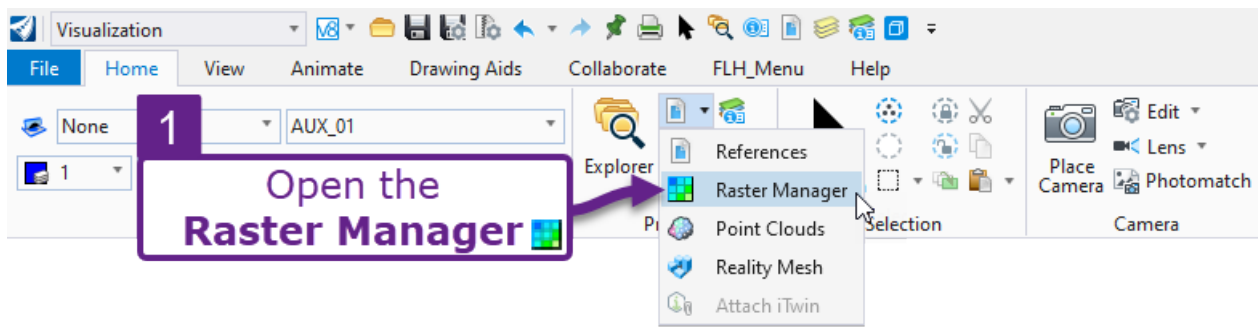 Visualization
V8
File Home View Animate Drawing Aids Collaborate FLH_Menu Help
None AUX_01
1
1
Open the
Raster Manager
Explorer
References
Raster Manager
Point Clouds
Reality Mesh
Attach iTwin
Selection
Place
Camera
Edit
Lens
Photomatch
Camera